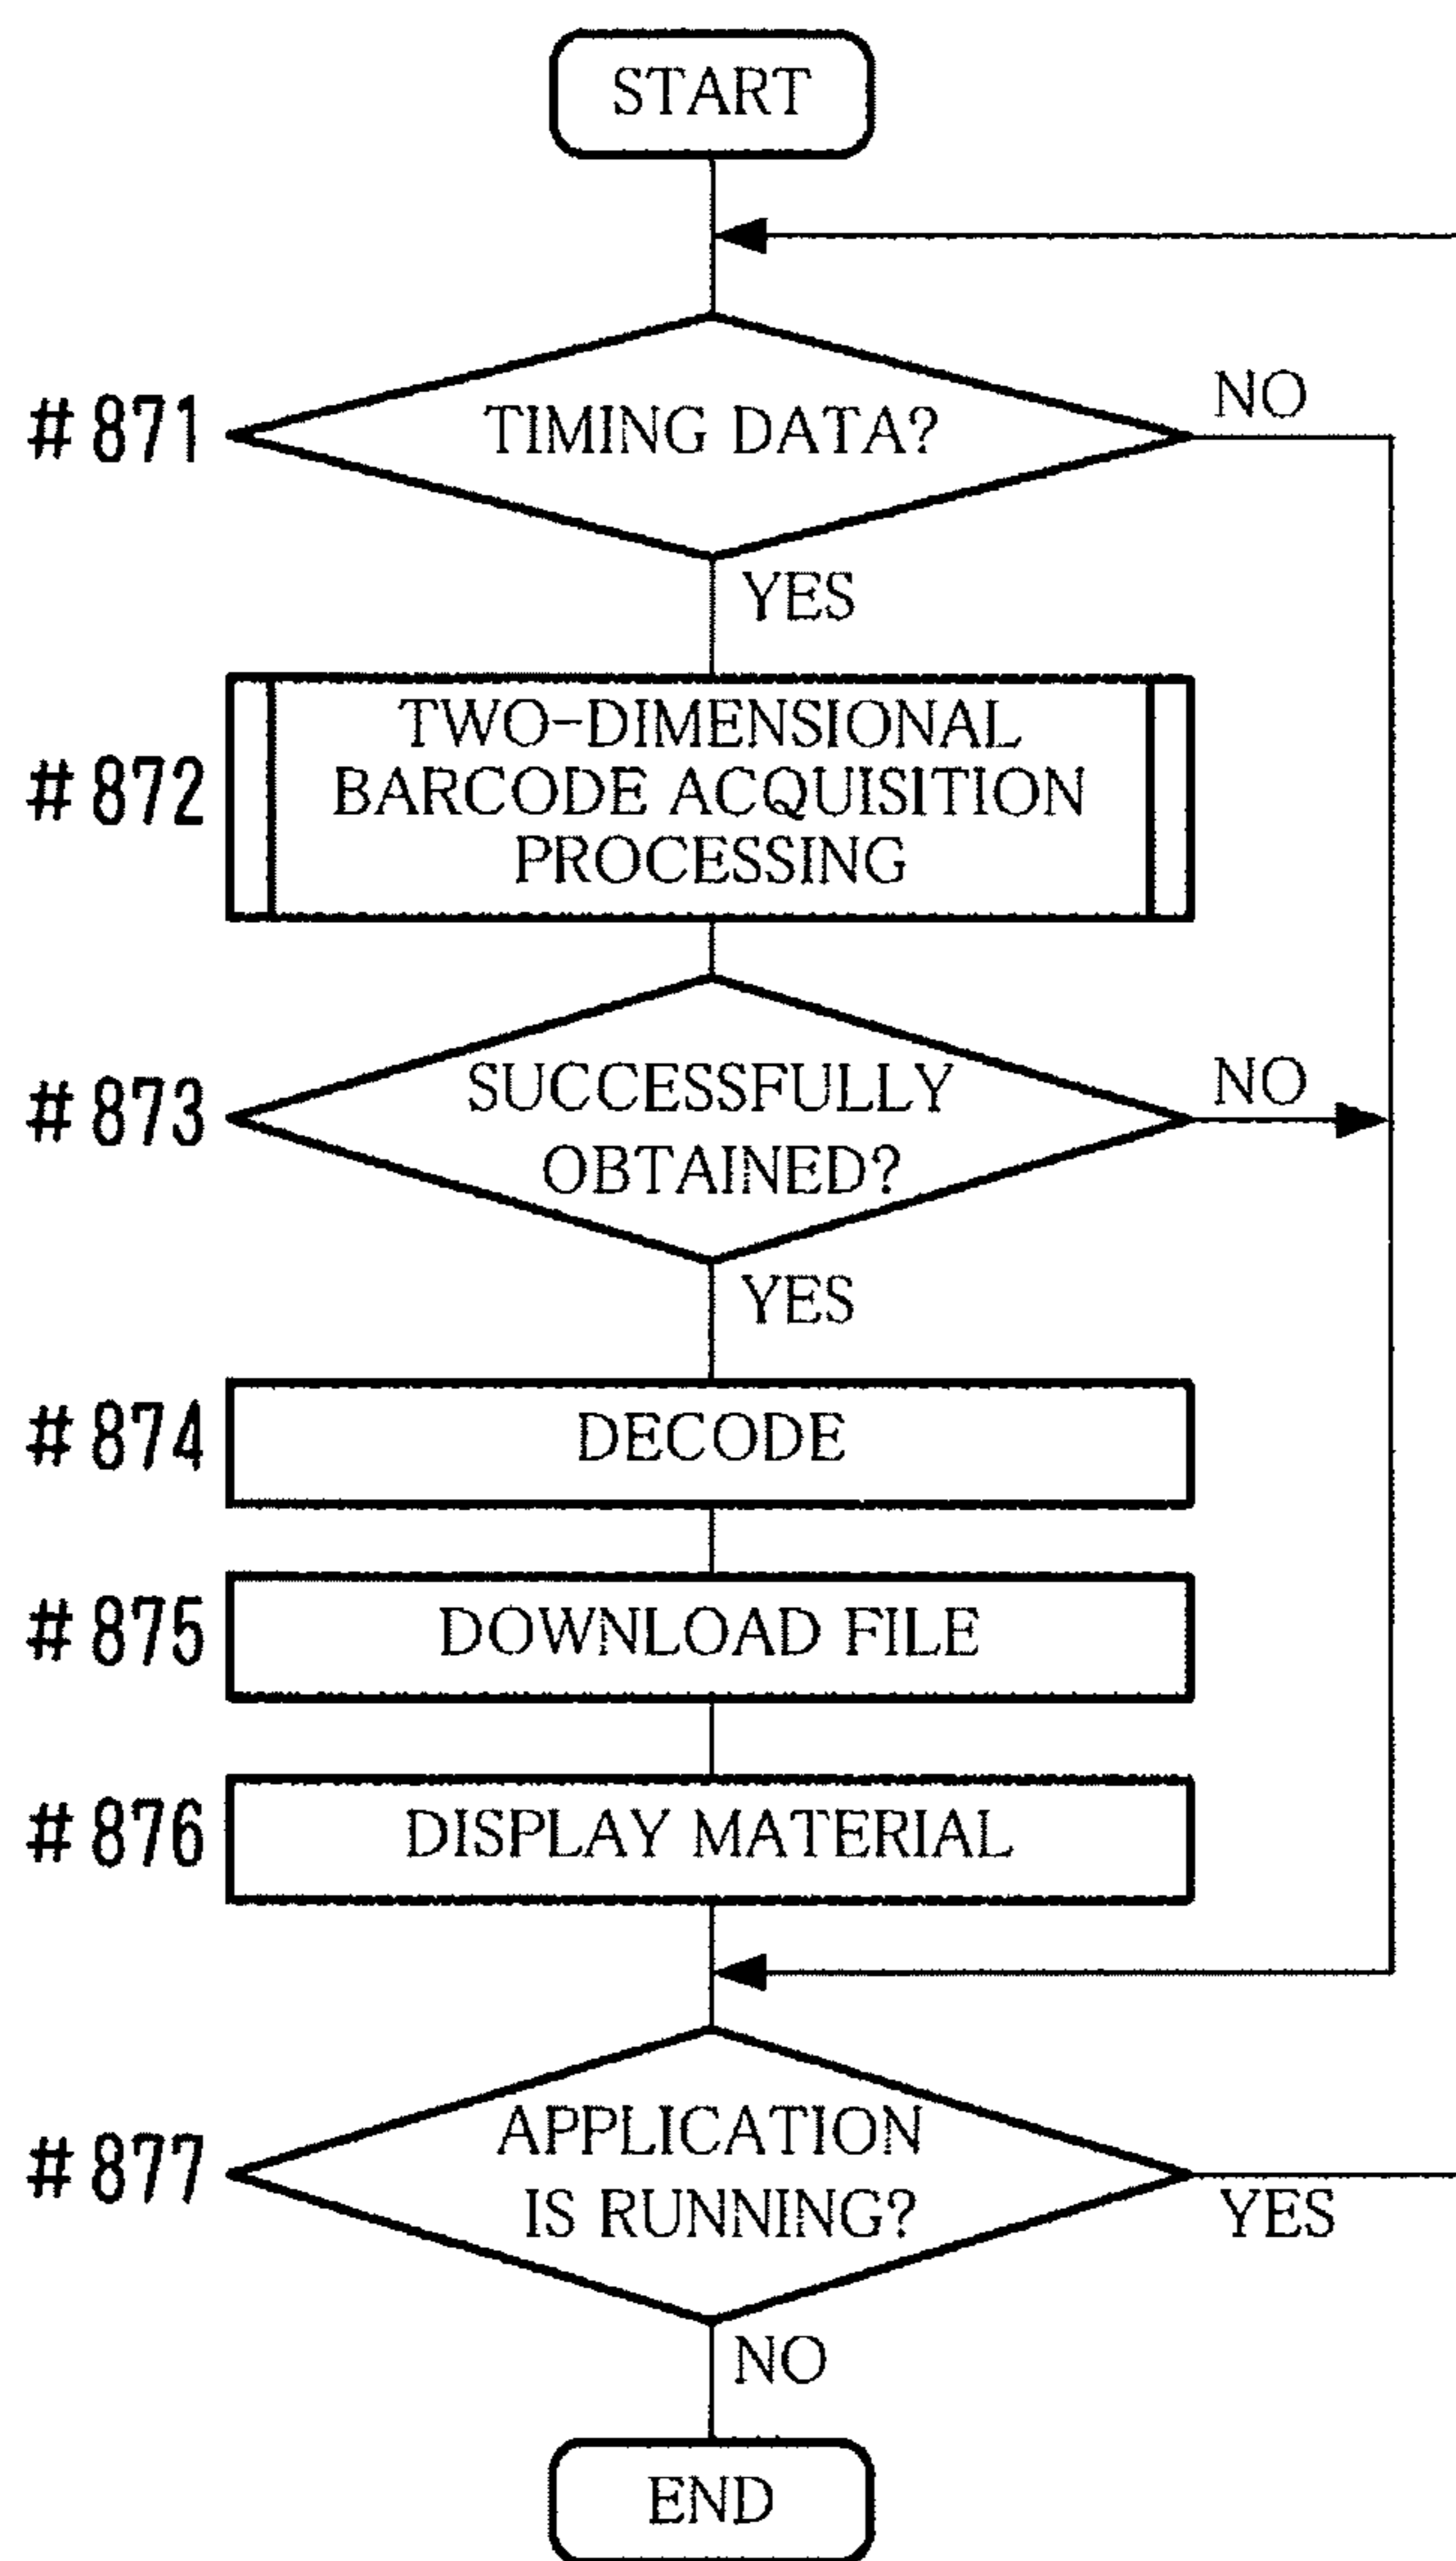 START
#871
TIMING DATA?
NO
YES
#872
TWO-DIMENSIONAL
BARCODE ACQUISITION
PROCESSING
#873
SUCCESSFULLY
OBTAINED?
NO
YES
#874
DECODE
#875
DOWNLOAD FILE
#876
DISPLAY MATERIAL
#877
APPLICATION
IS RUNNING?
YES
NO
END